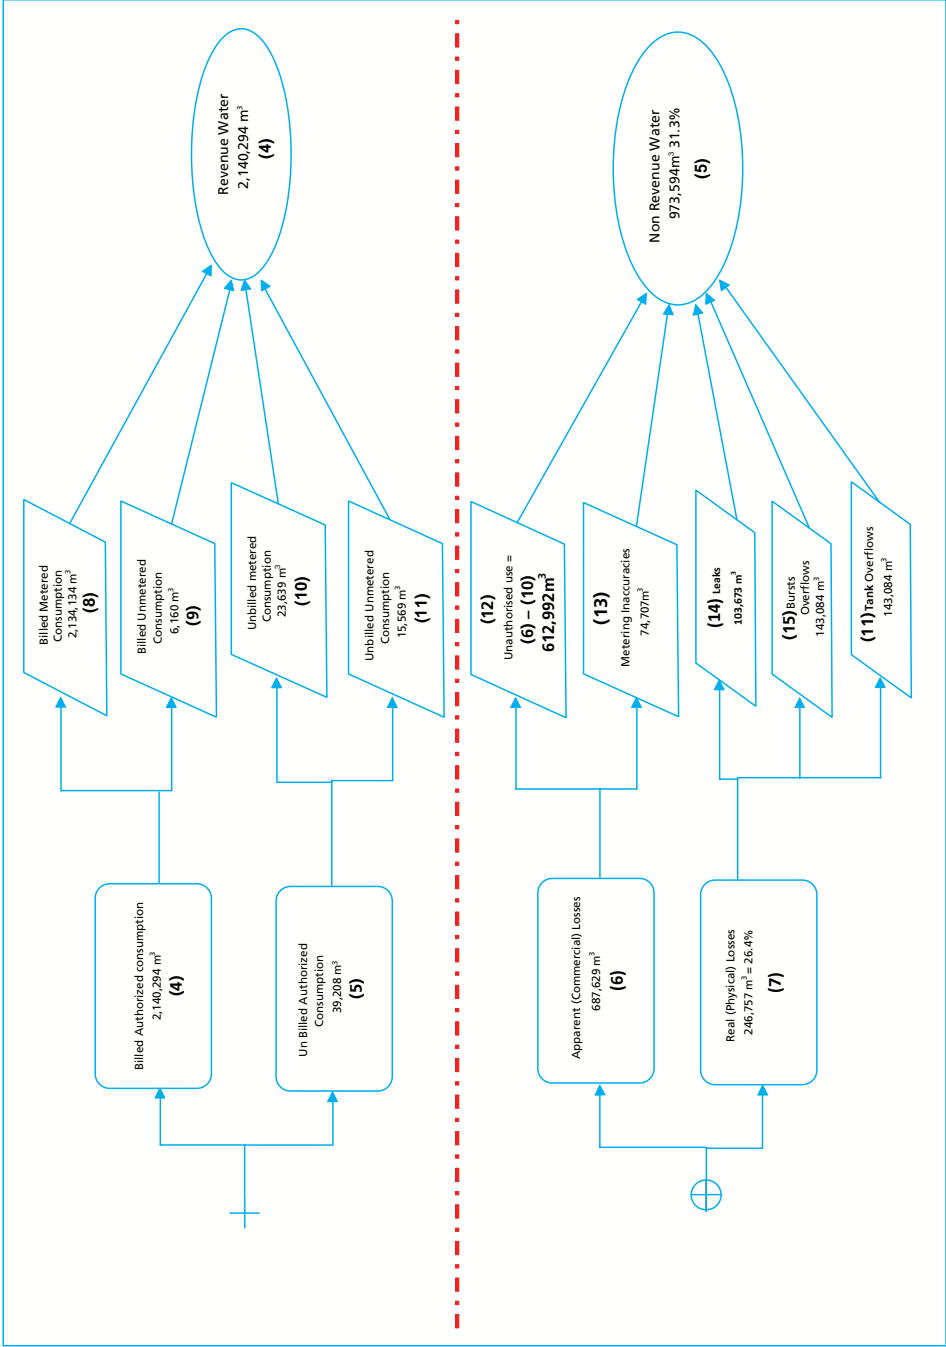 Billed Authorized consumption
2,140,294 m³
(4)
Un Billed Authorized
Consumption
39,208 m³
(5)
Billed Metered
Consumption
2,134,134 m³
(8)
Billed Unmetered
Consumption
6,160 m³
(9)
Unbilled metered
Consumption
23,639 m³
(10)
Unbilled Unmetered
Consumption
15,569 m³
(11)
Revenue Water
2,140,294 m³
(4)
Apparent (Commercial) Losses
687,629 m³
(6)
Real (Physical) Losses
246,757 m³ = 26.4%
(7)
(12)
Unauthorised use =
(6) – (10)
612,992m³
(13)
Metering Inaccuracies
74,707m³
(14) Leaks
103,673 m³
(15) Bursts
Overflows
143,084 m³
(11) Tank Overflows
143,084 m³
Non Revenue Water
973,594m³ 31.3%
(5)